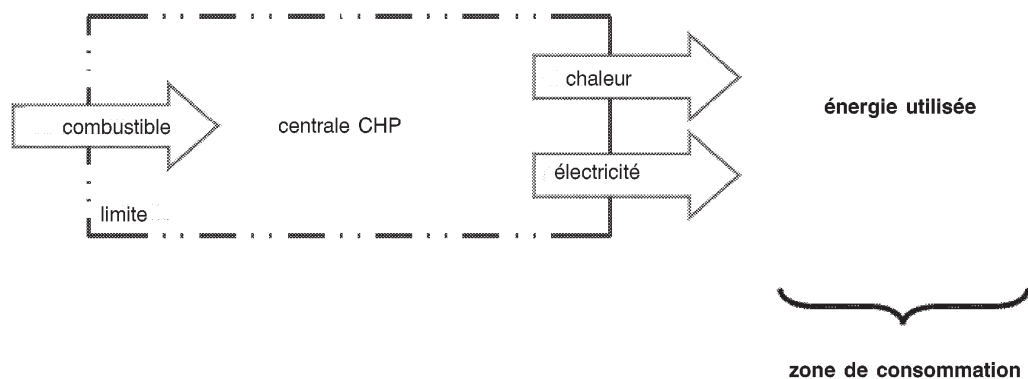 chaleur
énergie utilisée
combustible
centrale CHP
électricité
limite
zone de consommation